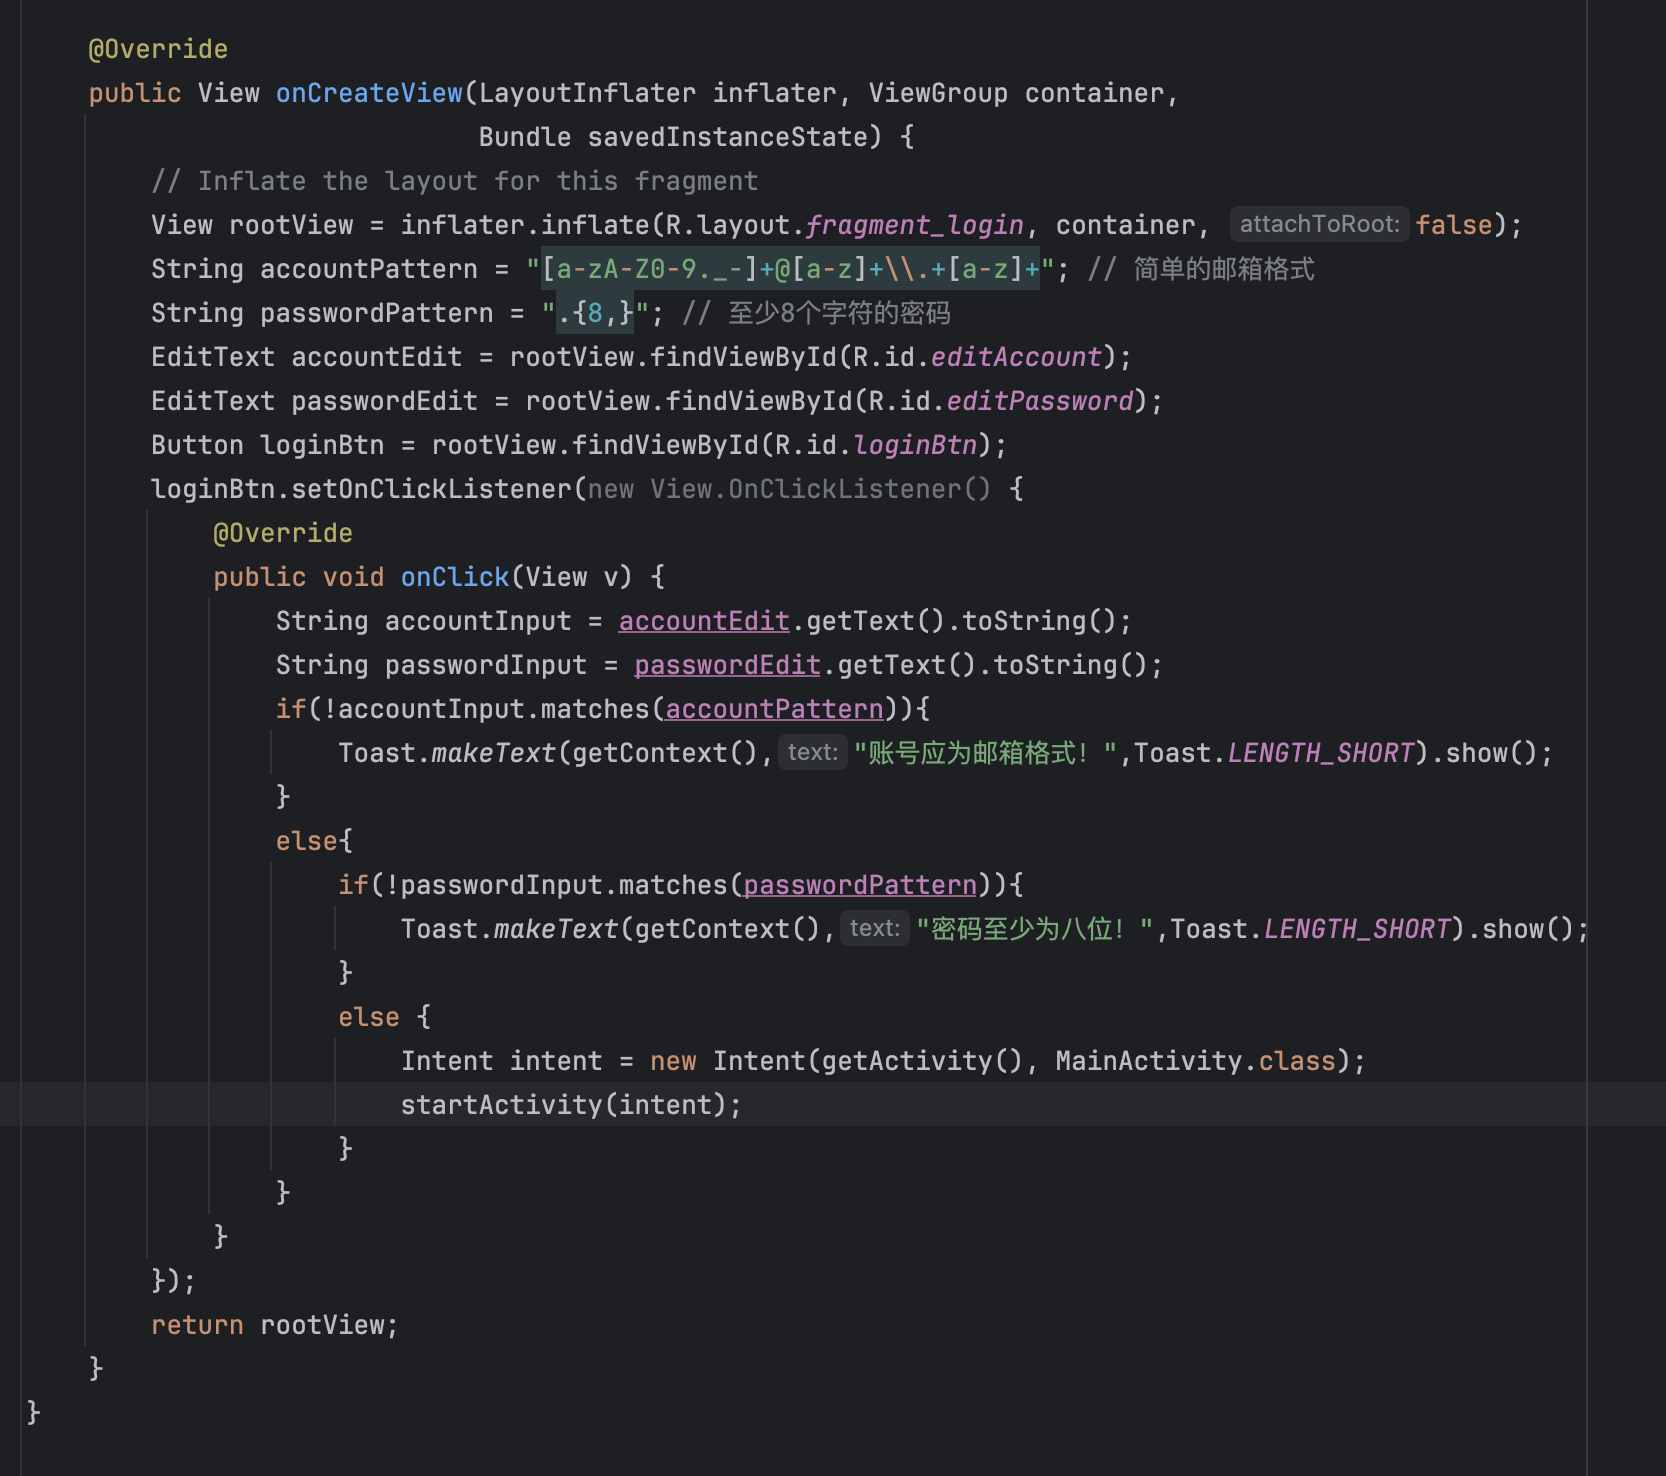 @Override
public View onCreateView(LayoutInflater inflater, ViewGroup container,
                         Bundle savedInstanceState) {
    // Inflate the layout for this fragment
    View rootView = inflater.inflate(R.layout.fragment_login, container, attachToRoot: false);
    String accountPattern = "[a-zA-Z0-9._-]+@[a-z]+\\.+[a-z]+"; // 简单的邮箱格式
    String passwordPattern = ".{8,}"; // 至少8个字符的密码
    EditText accountEdit = rootView.findViewById(R.id.editAccount);
    EditText passwordEdit = rootView.findViewById(R.id.editPassword);
    Button loginBtn = rootView.findViewById(R.id.loginBtn);
    loginBtn.setOnClickListener(new View.OnClickListener() {
        @Override
        public void onClick(View v) {
            String accountInput = accountEdit.getText().toString();
            String passwordInput = passwordEdit.getText().toString();
            if(!accountInput.matches(accountPattern)){
                Toast.makeText(getContext(), text: "账号应为邮箱格式！",Toast.LENGTH_SHORT).show();
            }
            else{
                if(!passwordInput.matches(passwordPattern)){
                    Toast.makeText(getContext(), text: "密码至少为八位！",Toast.LENGTH_SHORT).show();
                }
                else {
                    Intent intent = new Intent(getActivity(), MainActivity.class);
                    startActivity(intent);
                }
            }
        }
    });
    return rootView;
}
}